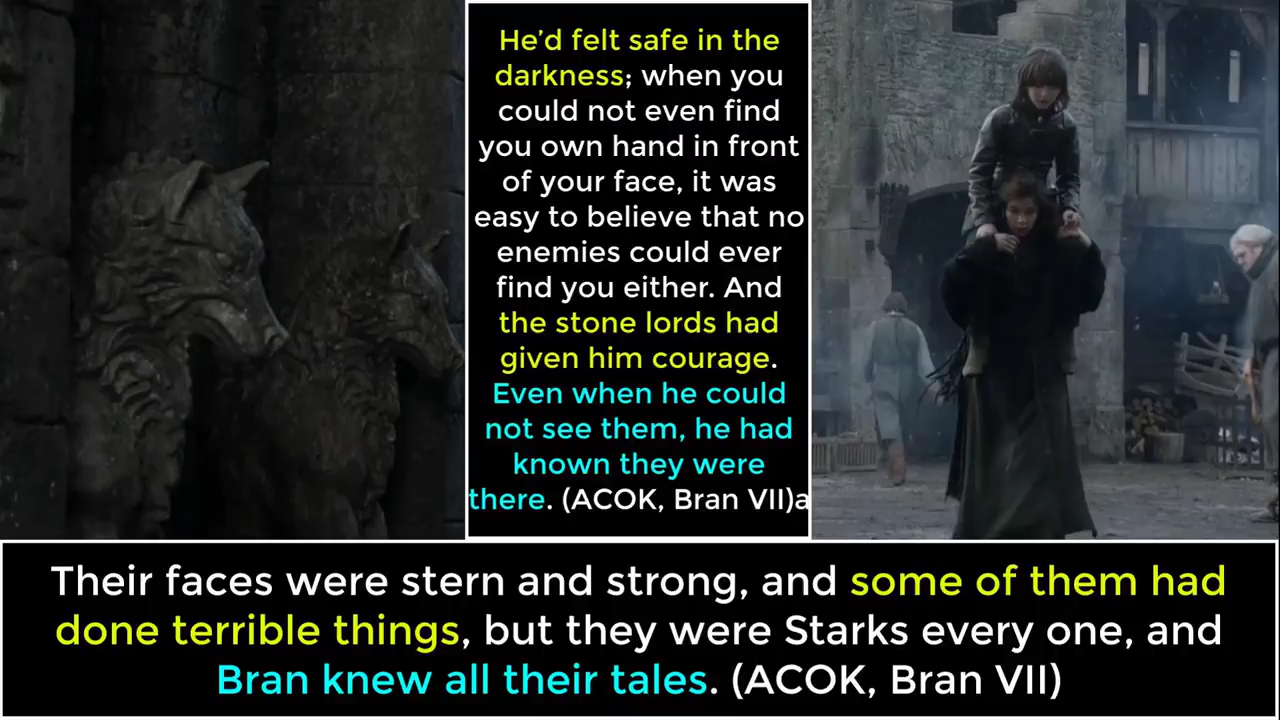 He’d felt safe in the
darkness; when you
could not even find
you own hand in front
of your face, it was
easy to believe that no
enemies could ever
find you either. And
the stone lords had
given him courage.
Even when he could
not see them, he had
known they were
there. (ACOK, Bran VII)a
Their faces were stern and strong, and some of them had
done terrible things, but they were Starks every one, and
Bran knew all their tales. (ACOK, Bran VII)